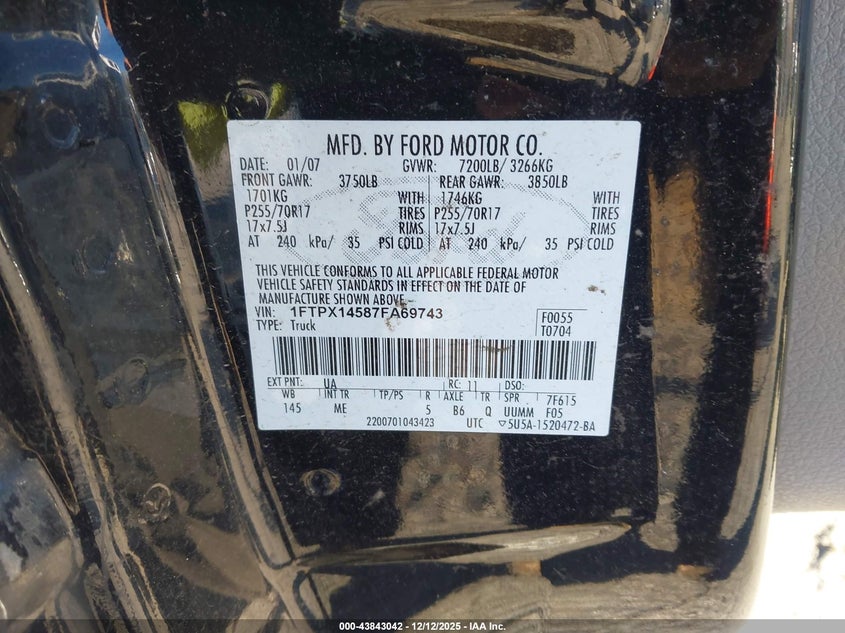 MFD. BY FORD MOTOR CO.
DATE: 01/07 GVWR: 7200LB/ 3266KG
FRONT GAWR: 3750LB REAR GAWR: 3850LB
1701KG WITH 1746KG WITH
P255/70R17 TIRES P255/70R17 TIRES
17x7.5J RIMS 17x7.5J RIMS
AT 240 kPa/ 35 PSI COLD AT 240 kPa/ 35 PSI COLD
THIS VEHICLE CONFORMS TO ALL APPLICABLE FEDERAL MOTOR
VEHICLE SAFETY STANDARDS IN EFFECT ON THE DATE OF
MANUFACTURE SHOWN ABOVE.
VIN: 1FTPX14587FA69743 F0055
TYPE: Truck T0704
EXT PNT: UA RC: 11 DSO:
WB INT TR TP/PS R AXLE TR SPR 7F615
145 ME 5 B6 Q UUMM F05
2200701043423 UTC ▽5U5A-1520472-BA
000-43843042 - 12/12/2025 - IAA Inc.